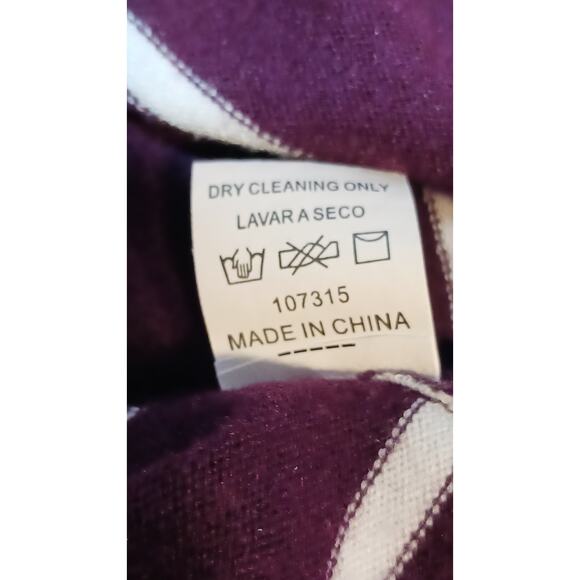 DRY CLEANING ONLY
LAVAR A SECO
107315
MADE IN CHINA